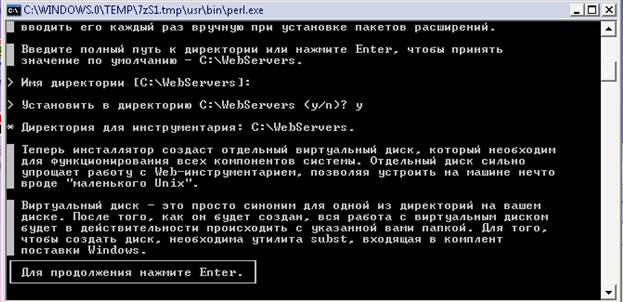 C:\WINDOWS.0\TEMP\7zS1.tmp\usr\bin\perl.exe
вводить его каждый раз вручную при установке пакетов расширений.
Введите полный путь к директории или нажмите Enter, чтобы принять
значение по умолчанию - C:\WebServers.
> Имя директории [C:\WebServers]:
> Установить в директорию C:\WebServers (y/n)? y
* Директория для инструментария: C:\WebServers.
Теперь инсталлятор создаст отдельный виртуальный диск, который необходим
для функционирования всех компонентов системы. Отдельный диск сильно
упрощает работу с Web-инструментарием, позволяя устроить на машине нечто
вроде "маленького Unix".
Виртуальный диск - это просто синоним для одной из директорий на вашем
диске. После того, как он будет создан, вся работа с виртуальным диском
будет в действительности происходить с указанной вами папкой. Для того,
чтобы создать диск, необходима утилита subst, входящая в комплект
поставки Windows.
Для продолжения нажмите Enter.